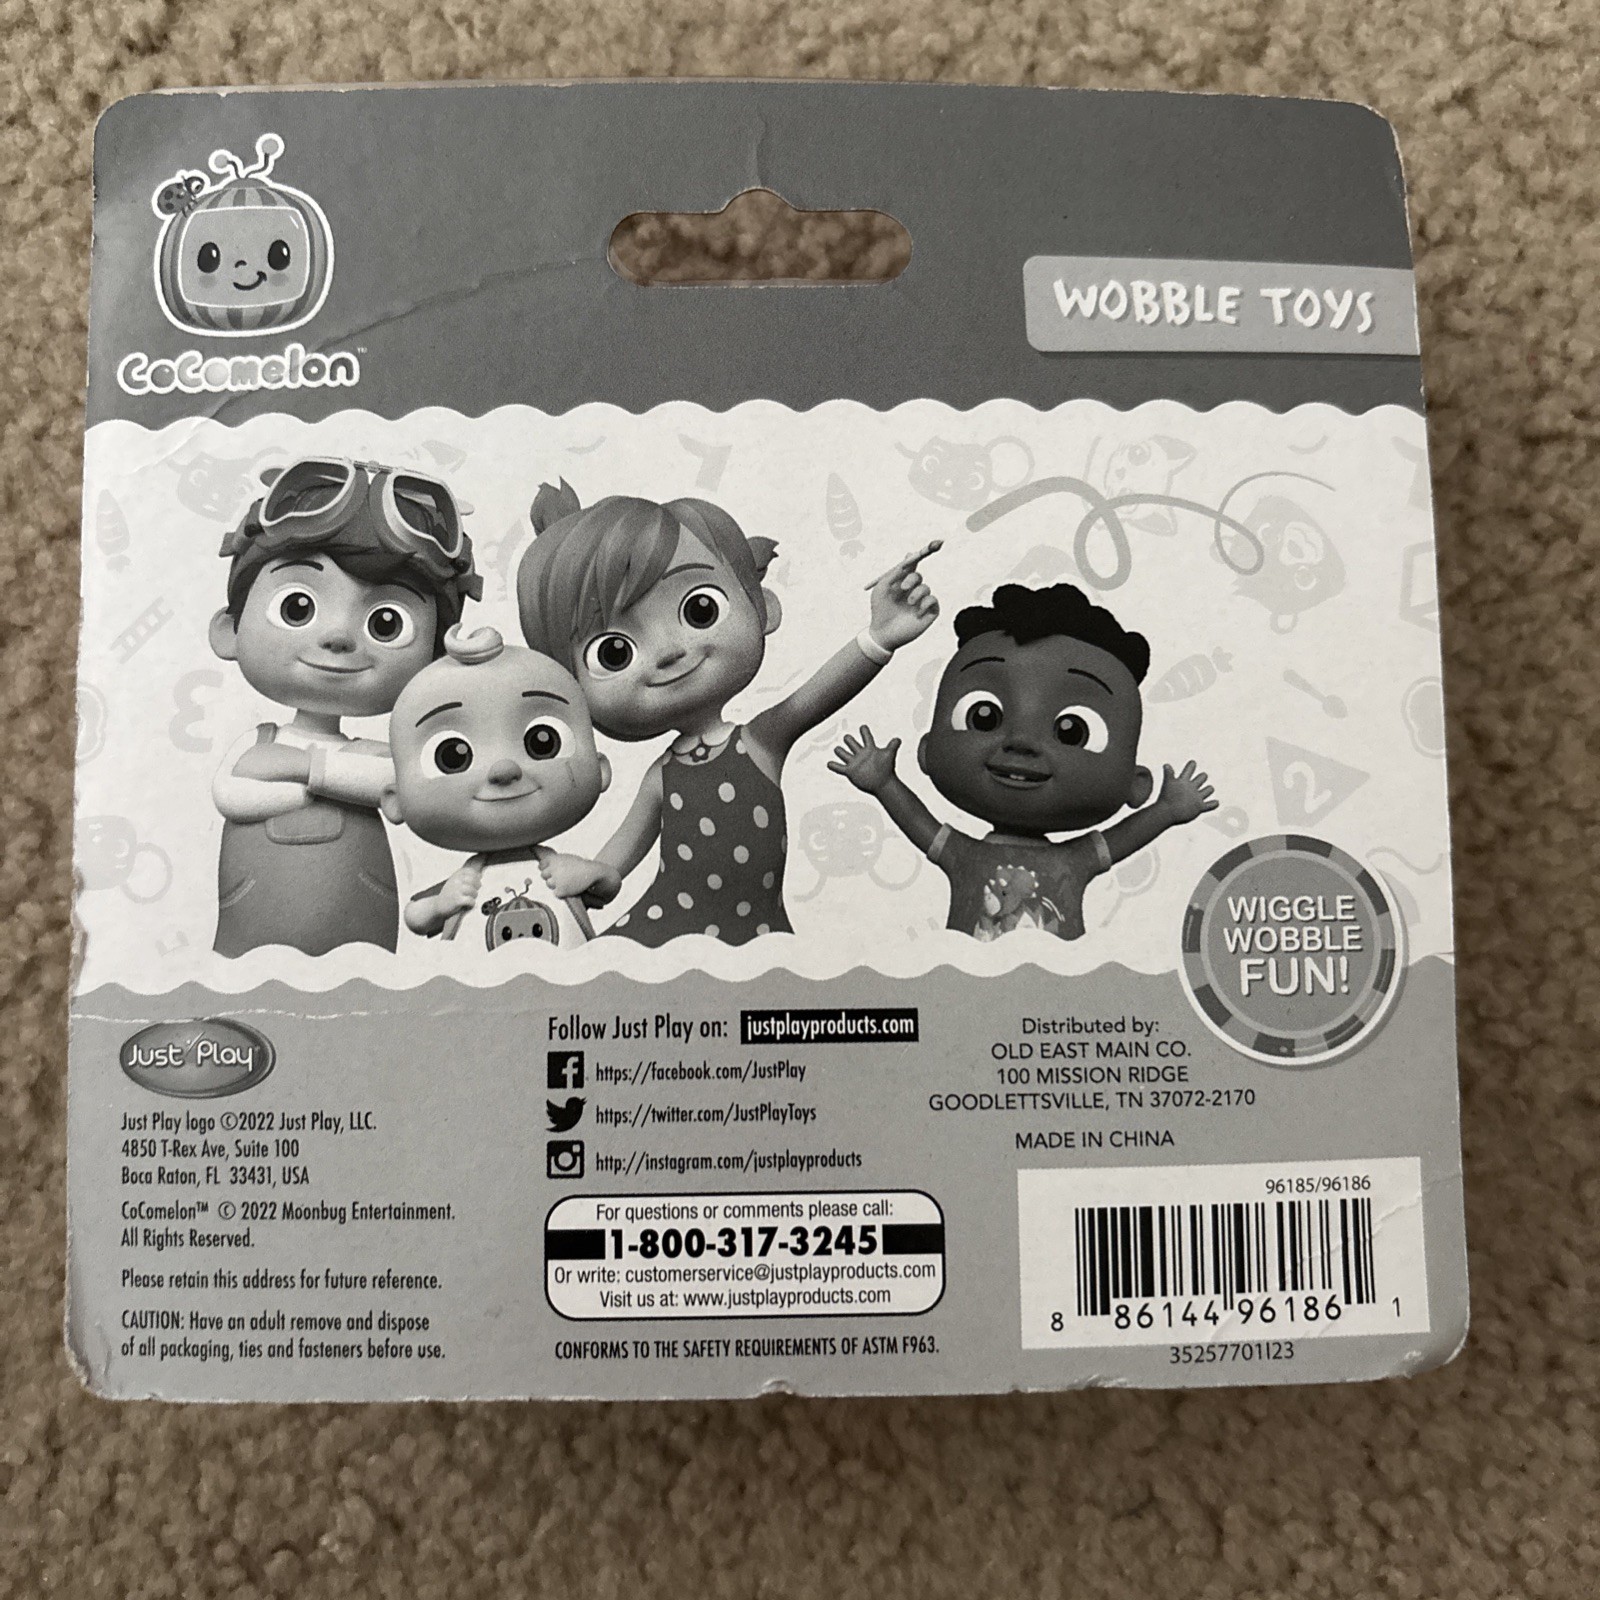 CoComelon™
WOBBLE TOYS
3
2
WIGGLE
WOBBLE
FUN!
Just Play
Just Play logo ©2022 Just Play, LLC.
4850 T-Rex Ave, Suite 100
Boca Raton, FL 33431, USA
CoComelon™ © 2022 Moonbug Entertainment.
All Rights Reserved.
Please retain this address for future reference.
CAUTION: Have an adult remove and dispose
of all packaging, ties and fasteners before use.
Follow Just Play on: justplayproducts.com
https://facebook.com/JustPlay
https://twitter.com/JustPlayToys
http://instagram.com/justplayproducts
For questions or comments please call:
1-800-317-3245
Or write: customerservice@justplayproducts.com
Visit us at: www.justplayproducts.com
CONFORMS TO THE SAFETY REQUIREMENTS OF ASTM F963.
Distributed by:
OLD EAST MAIN CO.
100 MISSION RIDGE
GOODLETTSVILLE, TN 37072-2170
MADE IN CHINA
96185/96186
8 86144 96186 1
35257701I23